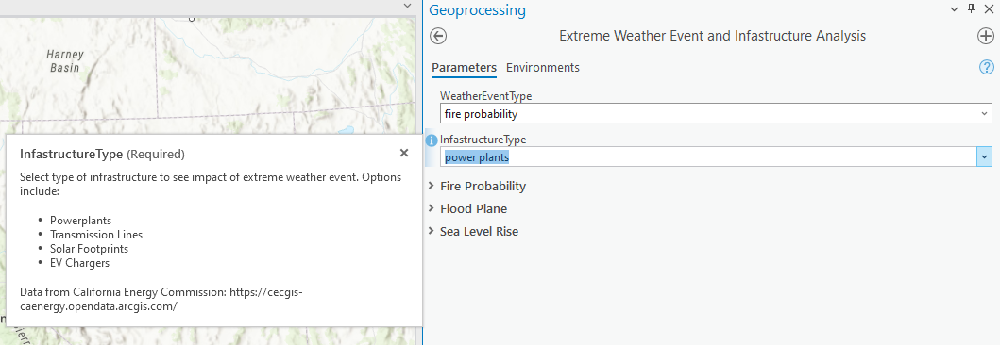 Geoprocessing
Extreme Weather Event and Infastructure Analysis
Parameters Environments
WeatherEventType
fire probability
InfastructureType
power plants
Fire Probability
Flood Plane
Sea Level Rise
Harney
Basin
InfastructureType (Required)
Select type of infrastructure to see impact of extreme weather event. Options
include:
• Powerplants
• Transmission Lines
• Solar Footprints
• EV Chargers
Data from California Energy Commission: https://cecgis-
caenergy.opendata.arcgis.com/